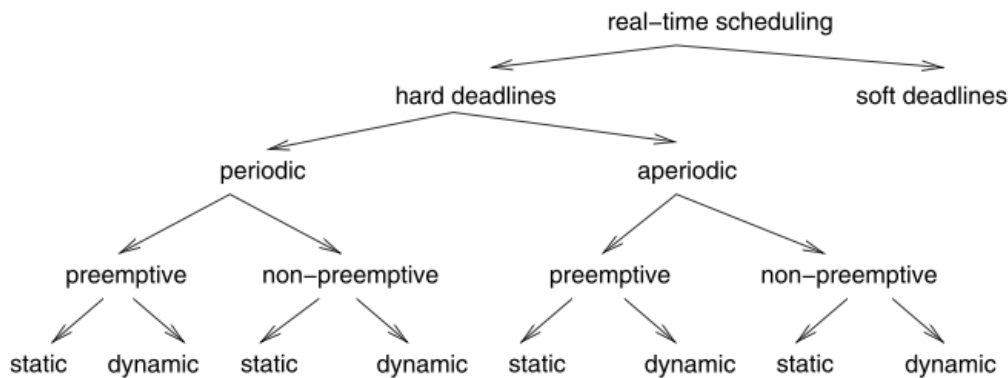 real-time scheduling
hard deadlines soft deadlines
periodic aperiodic
preemptive non-preemptive preemptive non-preemptive
static dynamic static dynamic static dynamic static dynamic